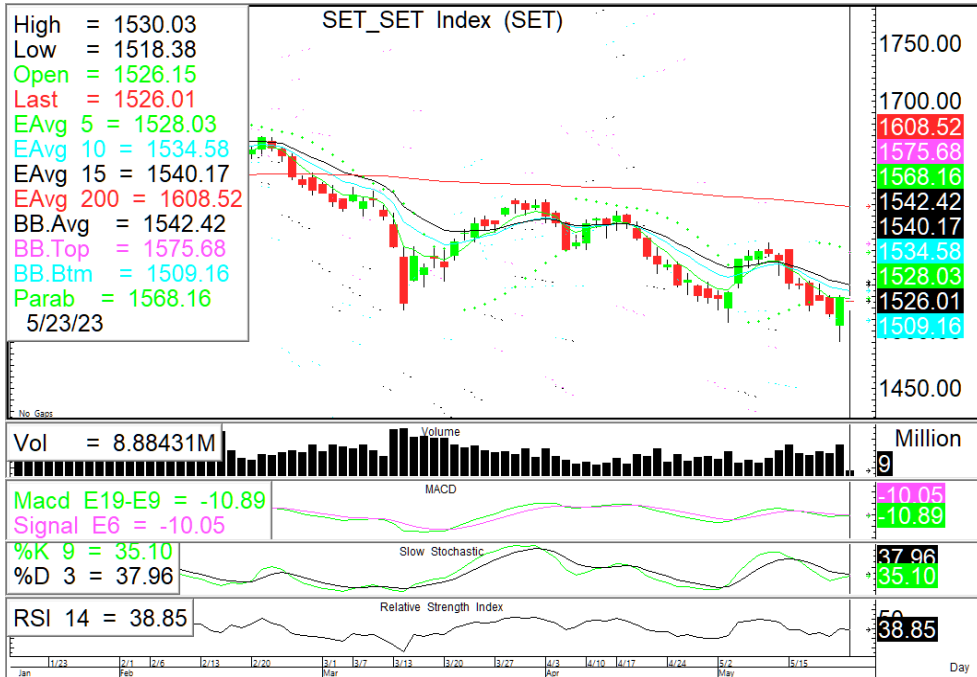 SET_SET Index (SET)
High = 1530.03
Low = 1518.38
Open = 1526.15
Last = 1526.01
EAvg 5 = 1528.03
EAvg 10 = 1534.58
EAvg 15 = 1540.17
EAvg 200 = 1608.52
BB.Avg = 1542.42
BB.Top = 1575.68
BB.Btm = 1509.16
Parab = 1568.16
5/23/23
1750.00
1700.00
1608.52
1575.68
1568.16
1542.42
1540.17
1534.58
1528.03
1526.01
1509.16
1450.00
No Gaps
Vol = 8.88431M
Volume
Million
9
Macd E19-E9 = -10.89
Signal E6 = -10.05
MACD
-10.05
-10.89
%K 9 = 35.10
%D 3 = 37.96
Slow Stochastic
37.96
35.10
RSI 14 = 38.85
Relative Strength Index
50
38.85
1/23 2/1 2/6 2/13 2/20 3/1 3/7 3/13 3/20 3/27 4/3 4/10 4/17 4/24 5/2 5/15
Jan Feb Mar Apr May Day